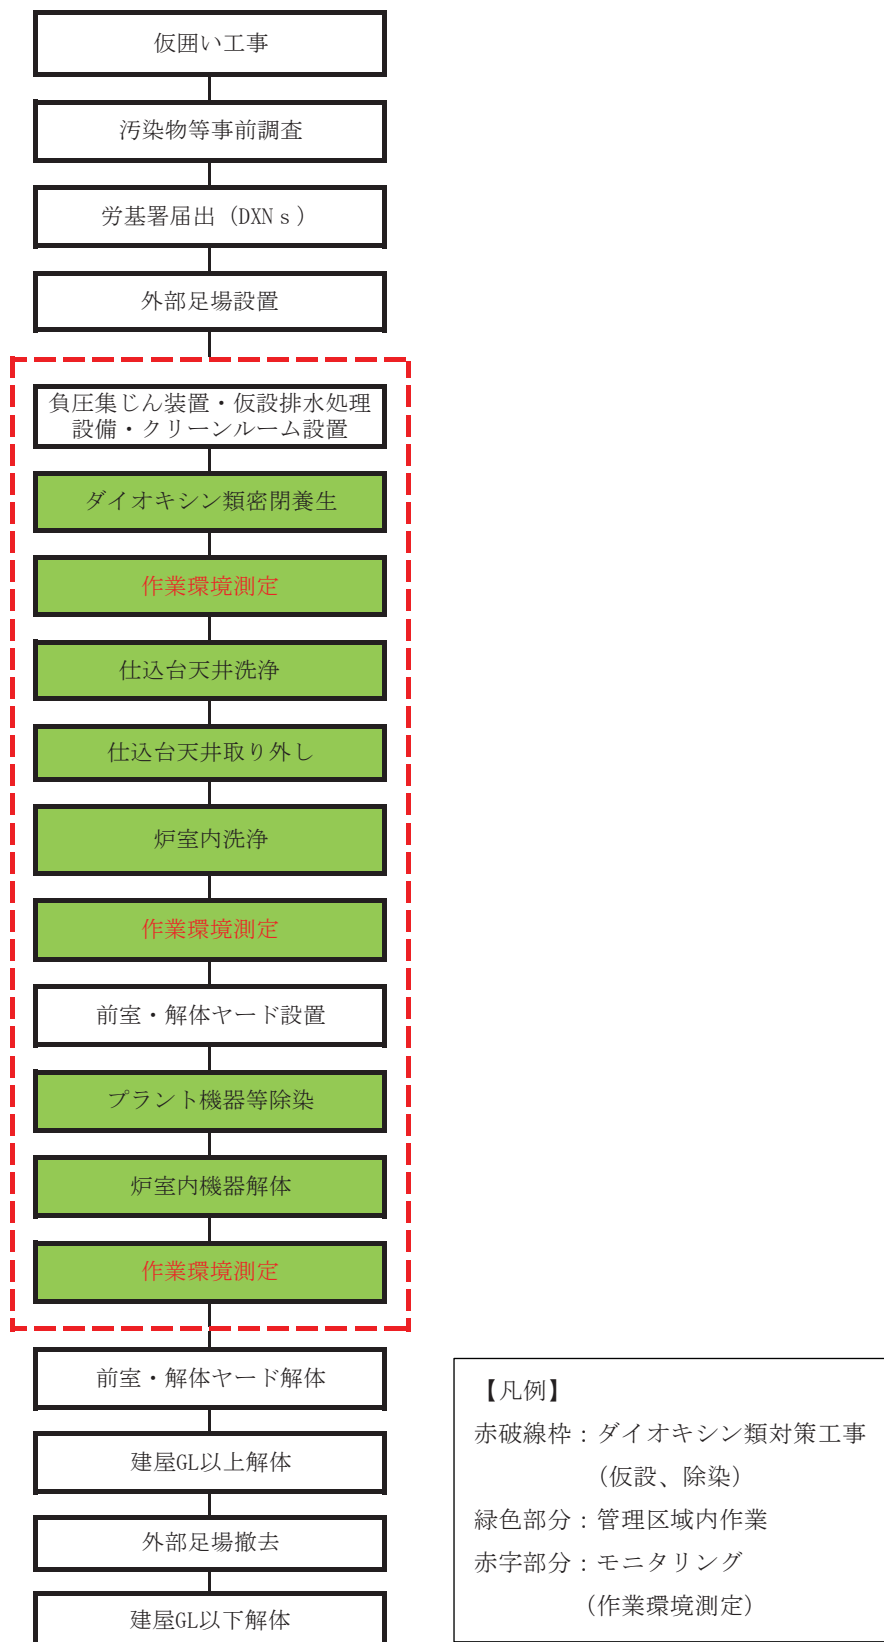 仮囲い工事
汚染物等事前調査
労基署届出（DXNｓ）
外部足場設置
負圧集じん装置・仮設排水処理
設備・クリーンルーム設置
ダイオキシン類密閉養生
作業環境測定
仕込台天井洗浄
仕込台天井取り外し
炉室内洗浄
作業環境測定
前室・解体ヤード設置
プラント機器等除染
炉室内機器解体
作業環境測定
前室・解体ヤード解体
建屋GL以上解体
外部足場撤去
建屋GL以下解体
【凡例】
赤破線枠：ダイオキシン類対策工事
（仮設、除染）
緑色部分：管理区域内作業
赤字部分：モニタリング
（作業環境測定）